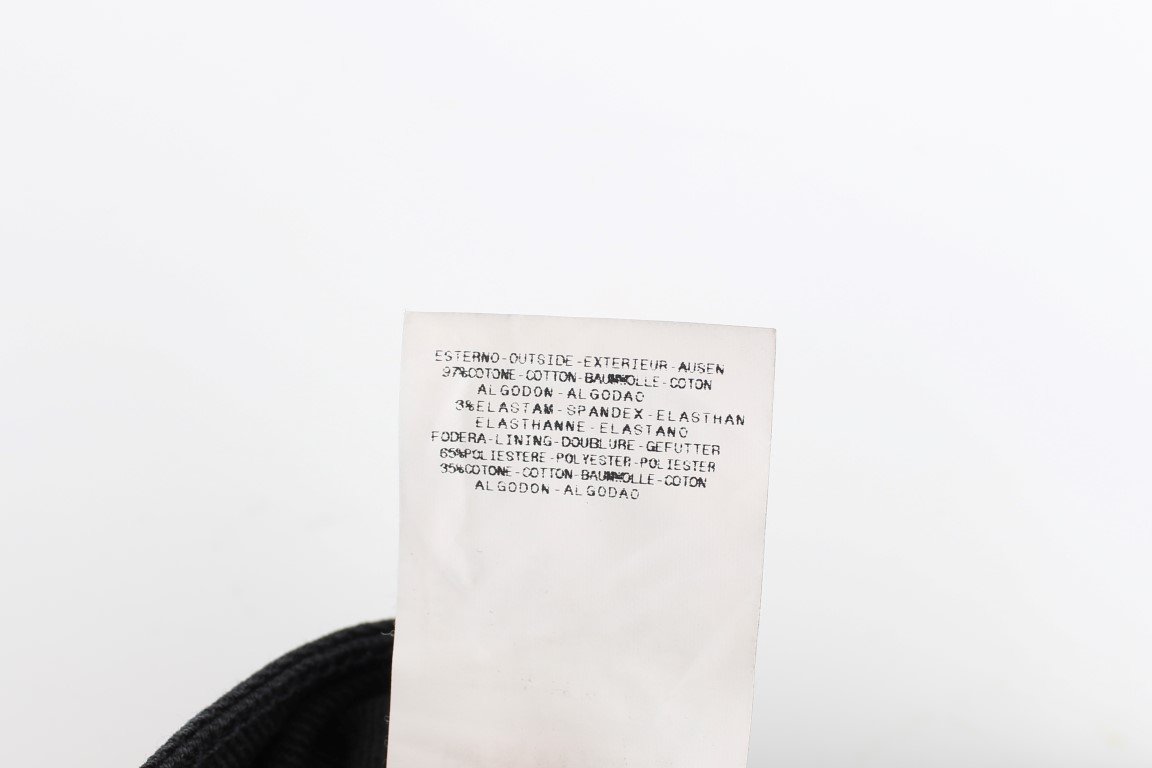 ESTERNO-OUTSIDE-EXTERIEUR-AUSEN
97%COTONE-COTTON-BAUMWOLLE-COTON
ALGODON-ALGODAO
3%ELASTAM-SPANDEX-ELASTHAN
ELASTHANNE-ELASTANO
FODERA-LINING-DOUBLURE-GEFUTTER
65%POLIESTERE-POLYESTER-POLIESTER
35%COTONE-COTTON-BAUMWOLLE-COTON
ALGODON-ALGODAO